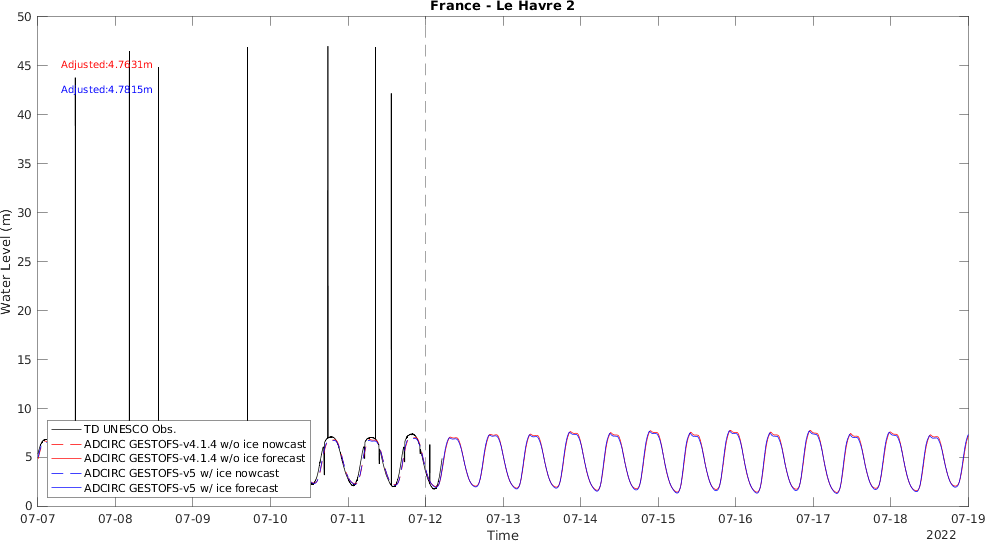 France - Le Havre 2
50
45
40
35
30
25
20
15
10
5
0
Water Level (m)
Adjusted:4.7631m
Adjusted:4.7815m
TD UNESCO Obs.
ADCIRC GESTOFS-v4.1.4 w/o ice nowcast
ADCIRC GESTOFS-v4.1.4 w/o ice forecast
ADCIRC GESTOFS-v5 w/ ice nowcast
ADCIRC GESTOFS-v5 w/ ice forecast
07-07 07-08 07-09 07-10 07-11 07-12 07-13 07-14 07-15 07-16 07-17 07-18 07-19
Time
2022